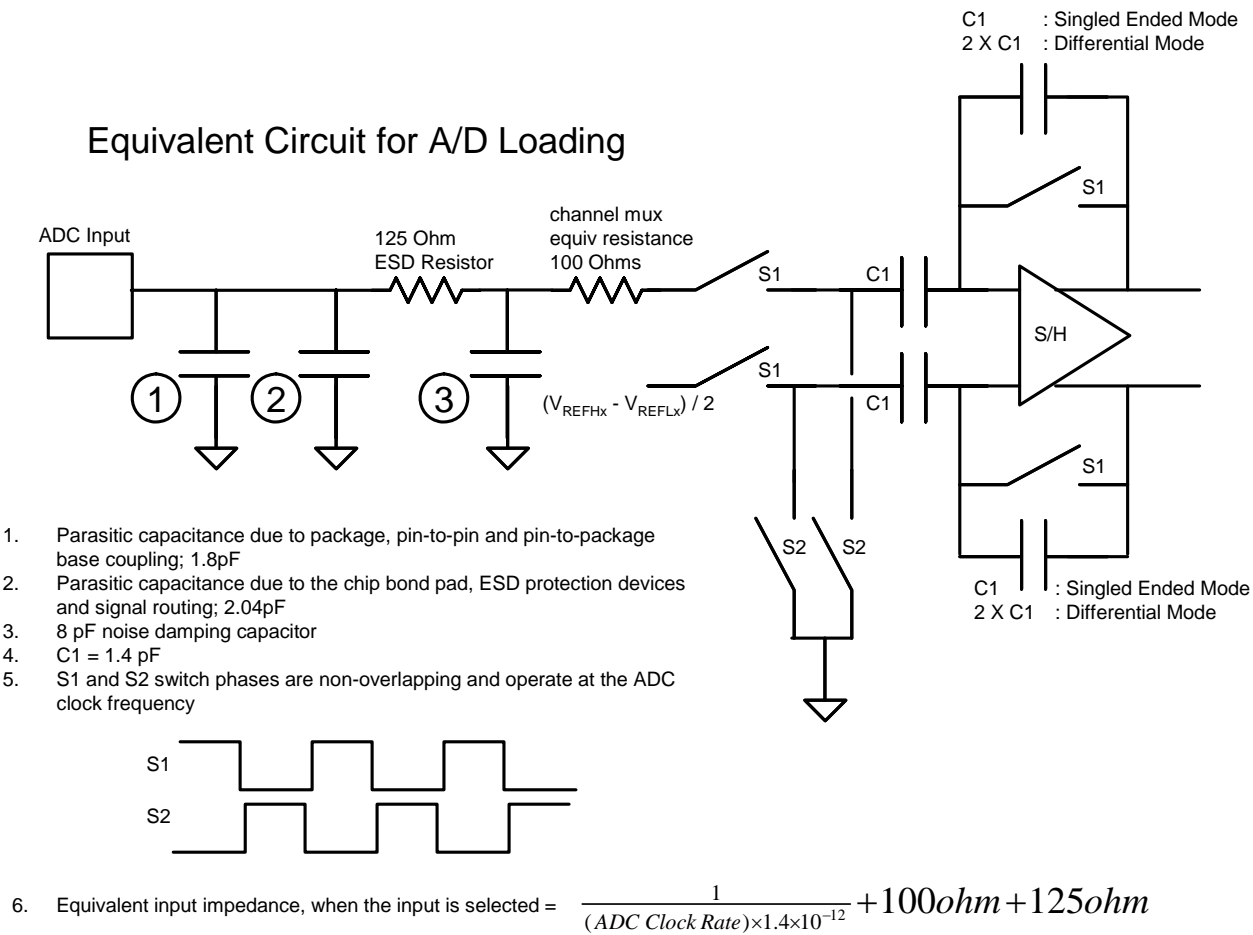 C1 : Singled Ended Mode
2 X C1 : Differential Mode
Equivalent Circuit for A/D Loading
S1
ADC Input
125 Ohm
ESD Resistor
channel mux
equiv resistance
100 Ohms
S1
C1
S/H
1
2
3
S1
(V_REFHx - V_REFLx) / 2
C1
S1
S2
S2
C1 : Singled Ended Mode
2 X C1 : Differential Mode
1. Parasitic capacitance due to package, pin-to-pin and pin-to-package
base coupling; 1.8pF
2. Parasitic capacitance due to the chip bond pad, ESD protection devices
and signal routing; 2.04pF
3. 8 pF noise damping capacitor
4. C1 = 1.4 pF
5. S1 and S2 switch phases are non-overlapping and operate at the ADC
clock frequency
S1
S2
6. Equivalent input impedance, when the input is selected = 1 / (ADC Clock Rate)×1.4×10⁻¹² +100ohm+125ohm